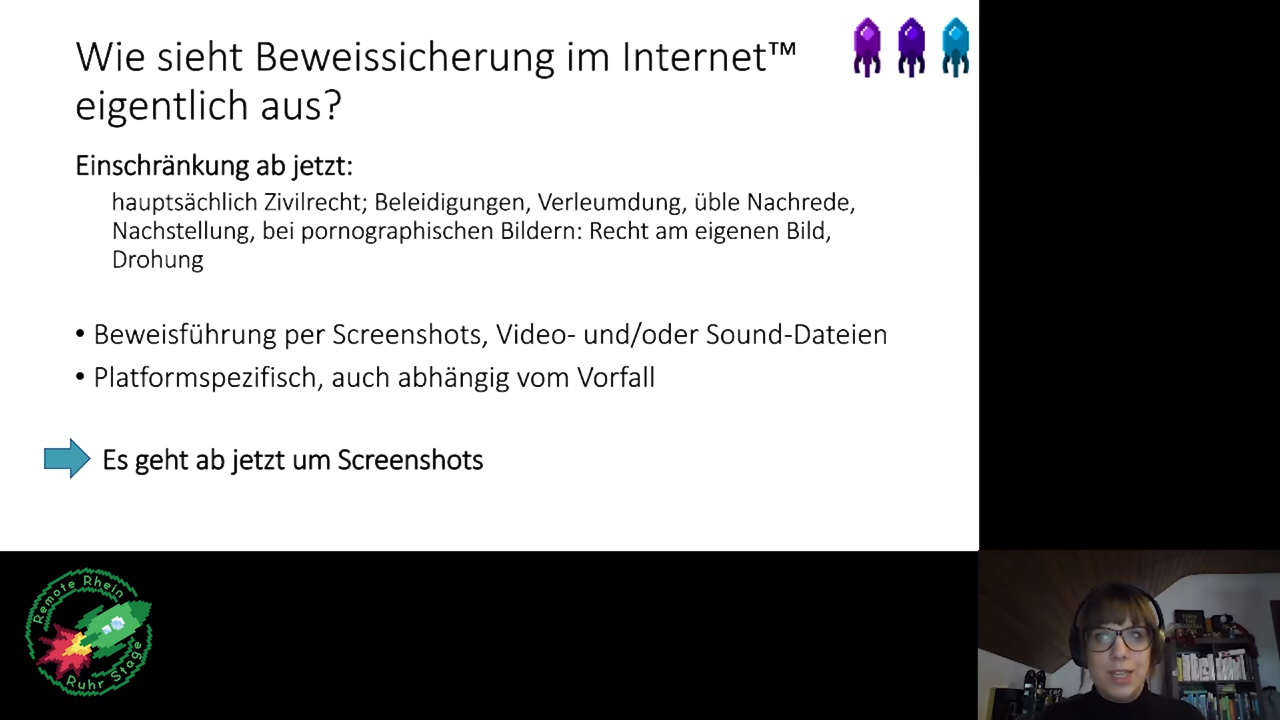 Wie sieht Beweissicherung im Internet™
eigentlich aus?
Einschränkung ab jetzt:
hauptsächlich Zivilrecht; Beleidigungen, Verleumdung, üble Nachrede,
Nachstellung, bei pornographischen Bildern: Recht am eigenen Bild,
Drohung
• Beweisführung per Screenshots, Video- und/oder Sound-Dateien
• Platformspezifisch, auch abhängig vom Vorfall
Es geht ab jetzt um Screenshots
Remote Rhein
Ruhr Stage